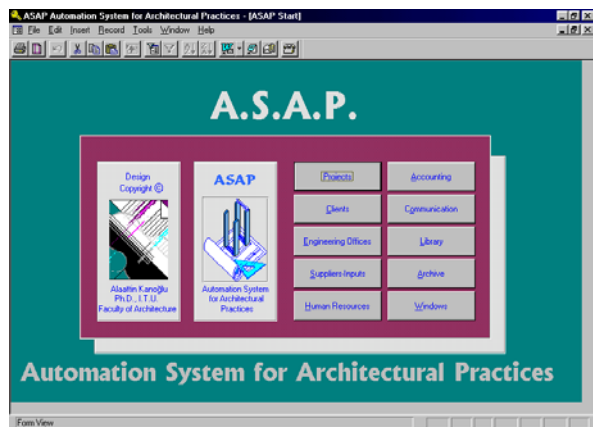 ASAP Automation System for Architectural Practices - [ASAP Start]
File Edit Insert Record Tools Window Help
A.S.A.P.
Design
Copyright ©
Alaattin Kanoğlu
Ph.D., I.T.U.
Faculty of Architecture
ASAP
Automation System
for Architectural
Practices
Projects
Accounting
Clients
Communication
Engineering Offices
Library
Suppliers-Inputs
Archive
Human Resources
Windows
Automation System for Architectural Practices
Form View